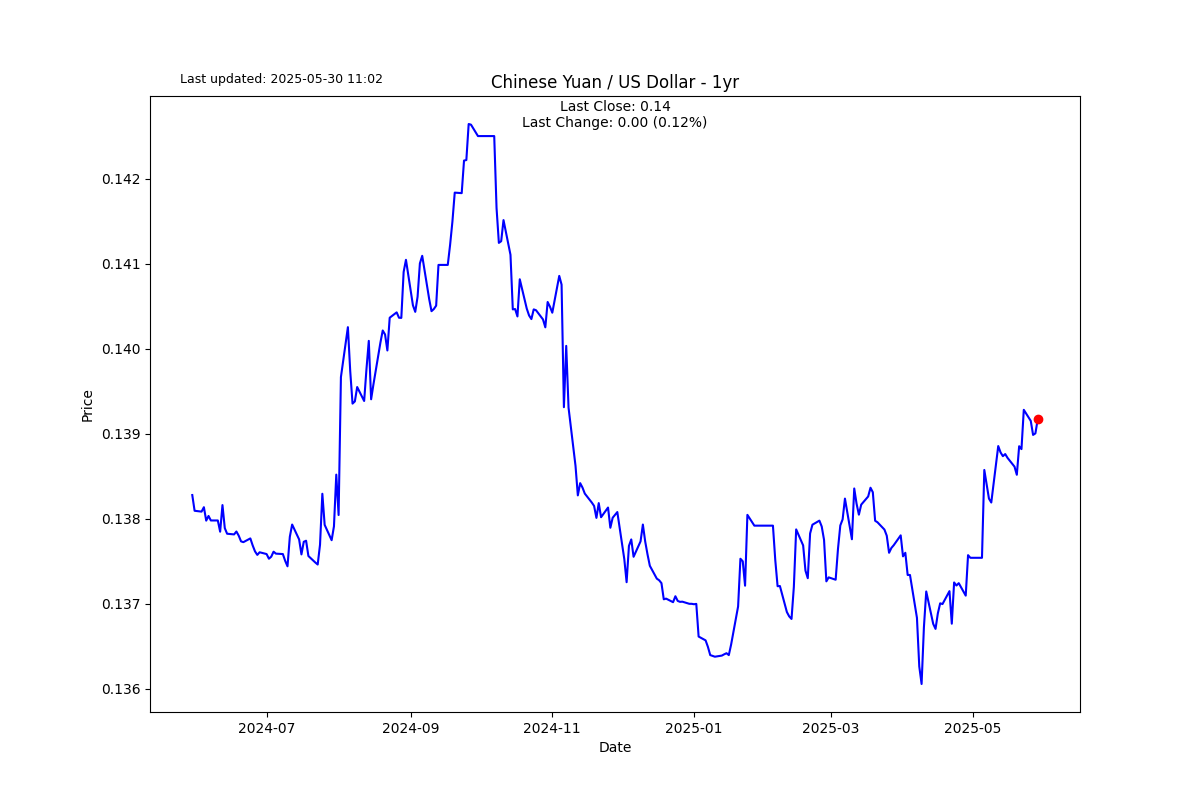 Last updated: 2025-05-30 11:02
Chinese Yuan / US Dollar - 1yr
Last Close: 0.14
Last Change: 0.00 (0.12%)
0.142
0.141
0.140
0.139
0.138
0.137
0.136
Price
2024-07
2024-09
2024-11
2025-01
2025-03
2025-05
Date